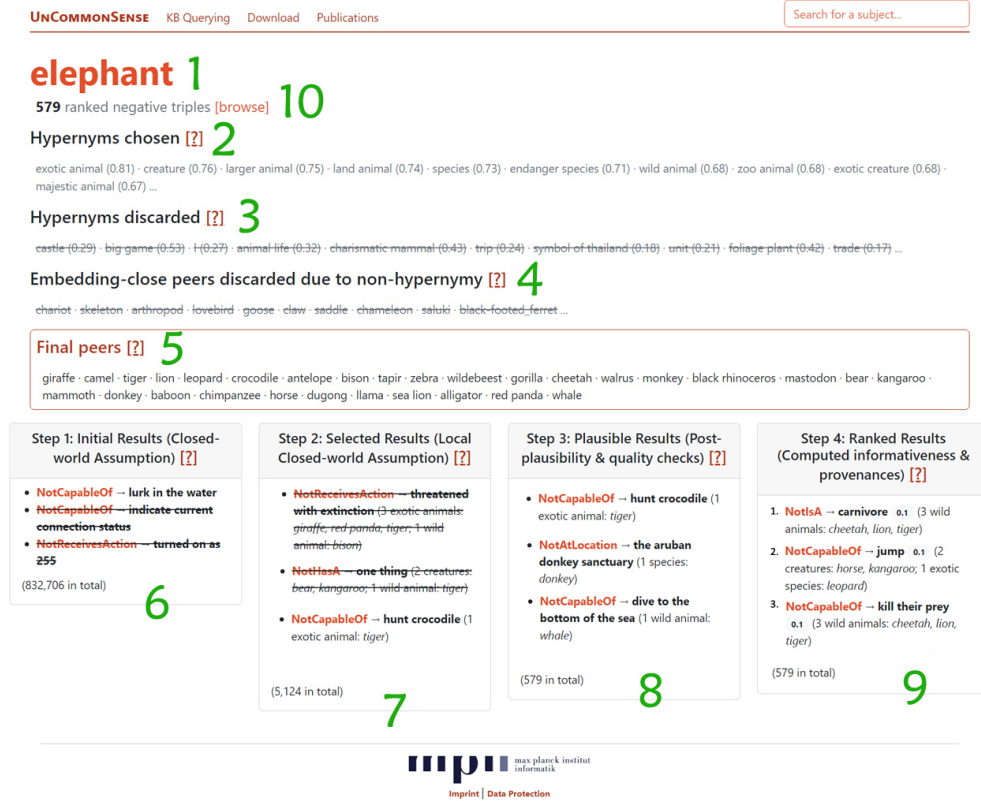 UnCommonSense KB Querying Download Publications
Search for a subject...
elephant 1
579 ranked negative triples [browse] 10
Hypernyms chosen [?] 2
exotic animal (0.81) · creature (0.76) · larger animal (0.75) · land animal (0.74) · species (0.73) · endanger species (0.71) · wild animal (0.68) · zoo animal (0.68) · exotic creature (0.68) ·
majestic animal (0.67) ...
Hypernyms discarded [?] 3
castle (0.29) · big game (0.53) · l (0.27) · animal life (0.32) · charismatic mammal (0.43) · trip (0.24) · symbol of thailand (0.18) · unit (0.21) · foliage plant (0.42) · trade (0.17) ...
Embedding-close peers discarded due to non-hypernymy [?] 4
chariot · skeleton · arthropod · lovebird · goose · claw · saddle · chameleon · saluki · black-footed_ferret ...
Final peers [?] 5
giraffe · camel · tiger · lion · leopard · crocodile · antelope · bison · tapir · zebra · wildebeest · gorilla · cheetah · walrus · monkey · black rhinoceros · mastodon · bear · kangaroo ·
mammoth · donkey · baboon · chimpanzee · horse · dugong · llama · sea lion · alligator · red panda · whale
Step 1: Initial Results (Closed-
world Assumption) [?]
• NotCapableOf → lurk in the water
• NotCapableOf → indicate current
connection status
• NotReceivesAction → turned on as
255
(832,706 in total)
6
Step 2: Selected Results (Local
Closed-world Assumption) [?]
• NotReceivesAction → threatened
with extinction (3 exotic animals:
giraffe, red panda, tiger; 1 wild
animal: bison)
• NotHasA → one thing (2 creatures:
bear, kangaroo; 1 wild animal: tiger)
• NotCapableOf → hunt crocodile (1
exotic animal: tiger)
(5,124 in total)
7
Step 3: Plausible Results (Post-
plausibility & quality checks) [?]
• NotCapableOf → hunt crocodile (1
exotic animal: tiger)
• NotAtLocation → the aruban
donkey sanctuary (1 species:
donkey)
• NotCapableOf → dive to the
bottom of the sea (1 wild animal:
whale)
(579 in total)
8
Step 4: Ranked Results
(Computed informativeness &
provenances) [?]
1. NotIsA → carnivore 0.1 (3 wild
animals: cheetah, lion, tiger)
2. NotCapableOf → jump 0.1 (2
creatures: horse, kangaroo; 1 exotic
species: leopard)
3. NotCapableOf → kill their prey
0.1 (3 wild animals: cheetah, lion,
tiger)
(579 in total)
9
mpii max planck institut
informatik
Imprint | Data Protection